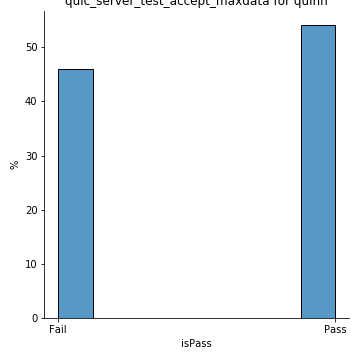 quic_server_test_accept_maxdata for quinn
50
40
30
20
10
0
%
Fail
Pass
isPass